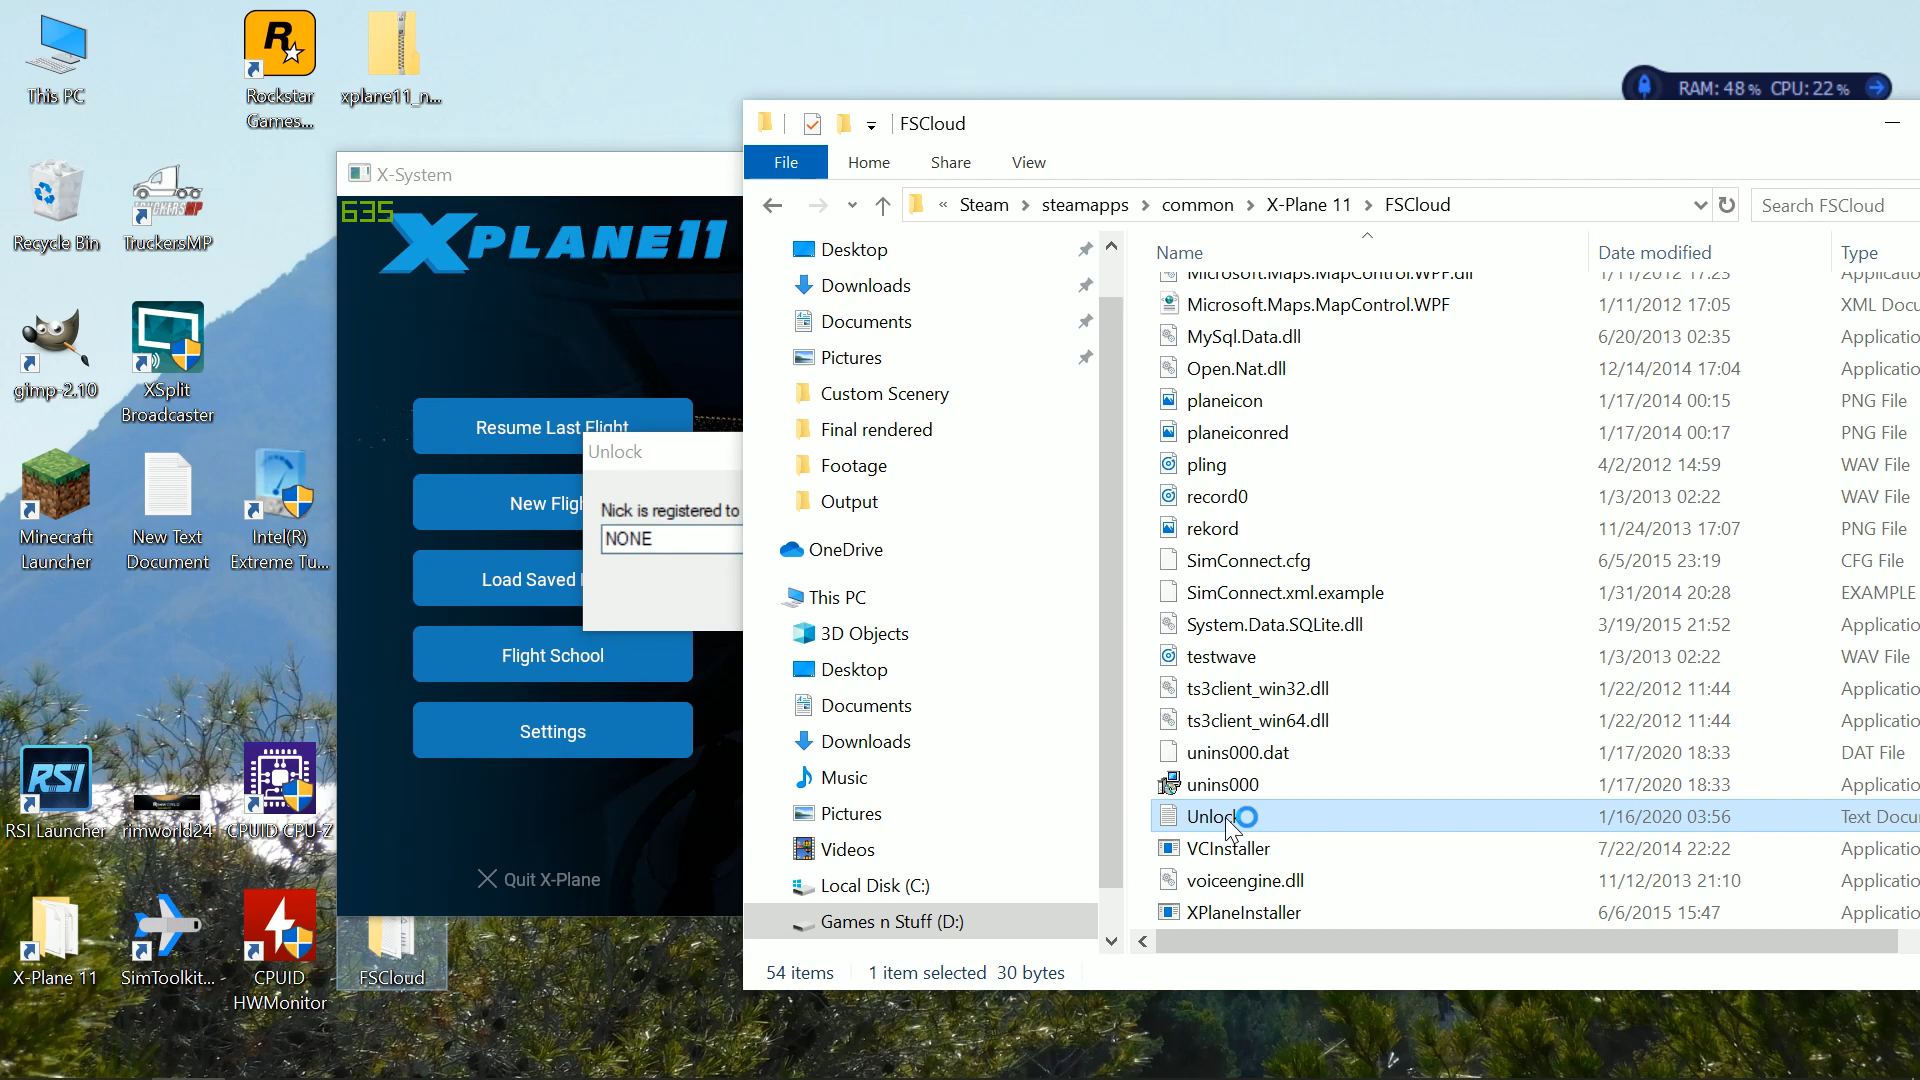 This PC
Rockstar
Games...
xplane11_n...
Recycle Bin
TruckersMP
gimp-2.10
XSplit
Broadcaster
Minecraft
Launcher
New Text
Document
Intel(R)
Extreme Tu...
RSI
RSI Launcher
rimworld24
CPUID CPU-Z
X-Plane 11
SimToolkit...
CPUID
HWMonitor
FSCloud
X-System
635
XPLANE11
Resume Last Flight
New Fligh
Load Saved
Flight School
Settings
Quit X-Plane
Unlock
Nick is registered to
NONE
RAM: 48% CPU: 22%
FSCloud
File
Home
Share
View
« Steam > steamapps > common > X-Plane 11 > FSCloud
Search FSCloud
Desktop
Downloads
Documents
Pictures
Custom Scenery
Final rendered
Footage
Output
OneDrive
This PC
3D Objects
Desktop
Documents
Downloads
Music
Pictures
Videos
Local Disk (C:)
Games n Stuff (D:)
Name Date modified Type
Microsoft.Maps.MapControl.WPF.dll 1/11/2012 17:25 Applicatio
Microsoft.Maps.MapControl.WPF 1/11/2012 17:05 XML Docu
MySql.Data.dll 6/20/2013 02:35 Applicatio
Open.Nat.dll 12/14/2014 17:04 Applicatio
planeicon 1/17/2014 00:15 PNG File
planeiconred 1/17/2014 00:17 PNG File
pling 4/2/2012 14:59 WAV File
record0 1/3/2013 02:22 WAV File
rekord 11/24/2013 17:07 PNG File
SimConnect.cfg 6/5/2015 23:19 CFG File
SimConnect.xml.example 1/31/2014 20:28 EXAMPLE
System.Data.SQLite.dll 3/19/2015 21:52 Applicatio
testwave 1/3/2013 02:22 WAV File
ts3client_win32.dll 1/22/2012 11:44 Applicatio
ts3client_win64.dll 1/22/2012 11:44 Applicatio
unins000.dat 1/17/2020 18:33 DAT File
unins000 1/17/2020 18:33 Applicatio
Unlock 1/16/2020 03:56 Text Docu
VCInstaller 7/22/2014 22:22 Applicatio
voiceengine.dll 11/12/2013 21:10 Applicatio
XPlaneInstaller 6/6/2015 15:47 Applicatio
54 items 1 item selected 30 bytes